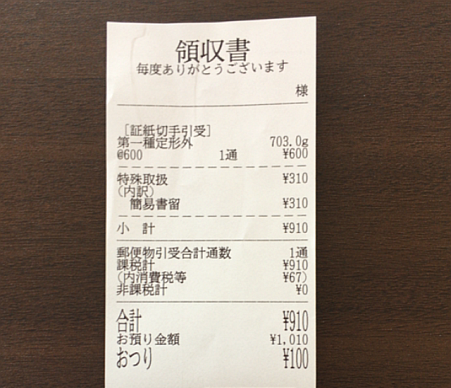 領収書
毎度ありがとうございます
様
[証紙切手引受]
第一種定形外 703.0g
@600 1通 ¥600
特殊取扱 ¥310
(内訳)
簡易書留 ¥310
小 計 ¥910
郵便物引受合計通数 1通
課税計 ¥910
(内消費税等 ¥67)
非課税計 ¥0
合計 ¥910
お預り金額 ¥1,010
おつり ¥100